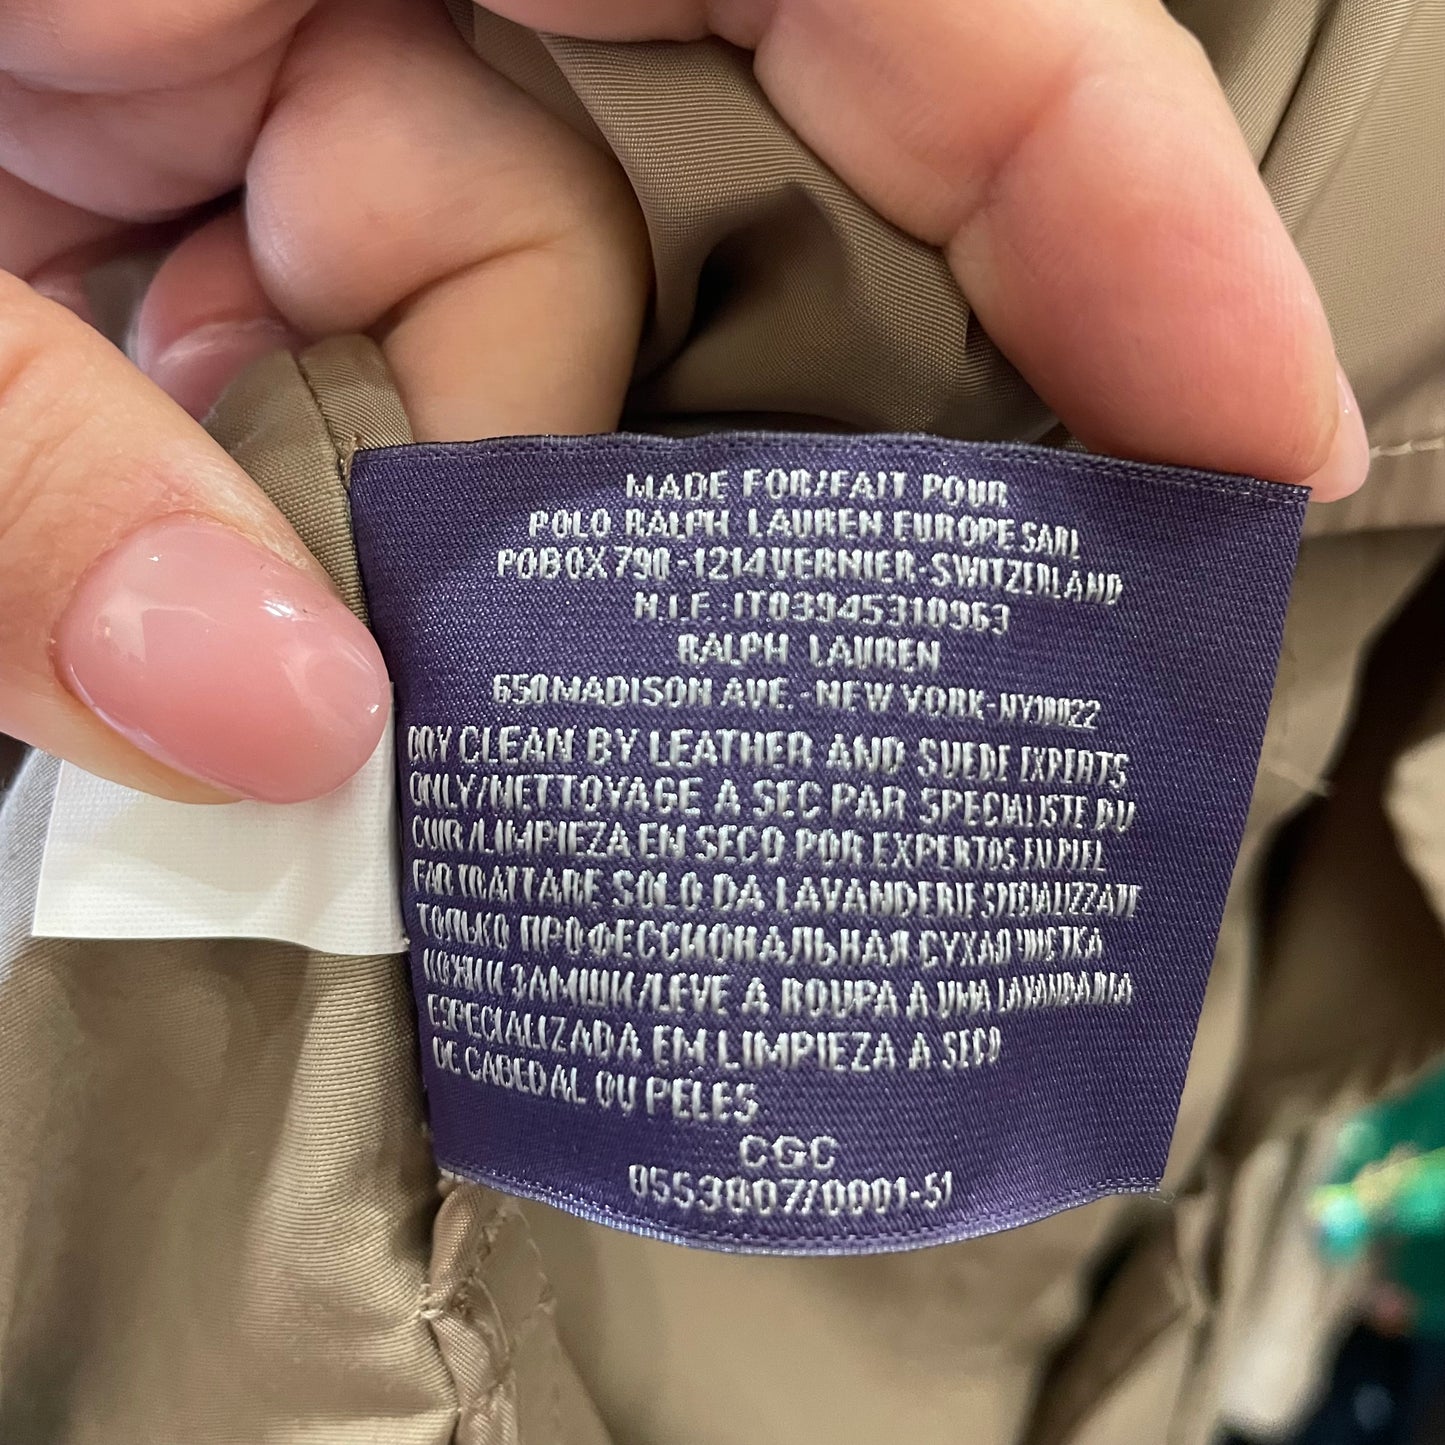 MADE FOR/FAIT POUR
POLO RALPH LAUREN EUROPE SARL
PO BOX 790-1214 VERNIER-SWITZERLAND
N.I.F.:IT03945310963
RALPH LAUREN
650 MADISON AVE.-NEW YORK-NY10022
DRY CLEAN BY LEATHER AND SUEDE EXPERTS
ONLY/NETTOYAGE A SEC PAR SPECIALISTE DU
CUIR/LIMPIEZA EN SECO POR EXPERTOS EN PIEL
FAR TRATTARE SOLO DA LAVANDERIE SPECIALIZZATE
ТОЛЬКО ПРОФЕССИОНАЛЬНАЯ СУХАЯ ЧИСТКА
КОЖИ И ЗАМШИ/LEVE A ROUPA A UMA LAVANDARIA
ESPECIALIZADA EM LIMPIEZA A SECO
DE CABEDAL OU PELES
CGC
0553007/0001-51